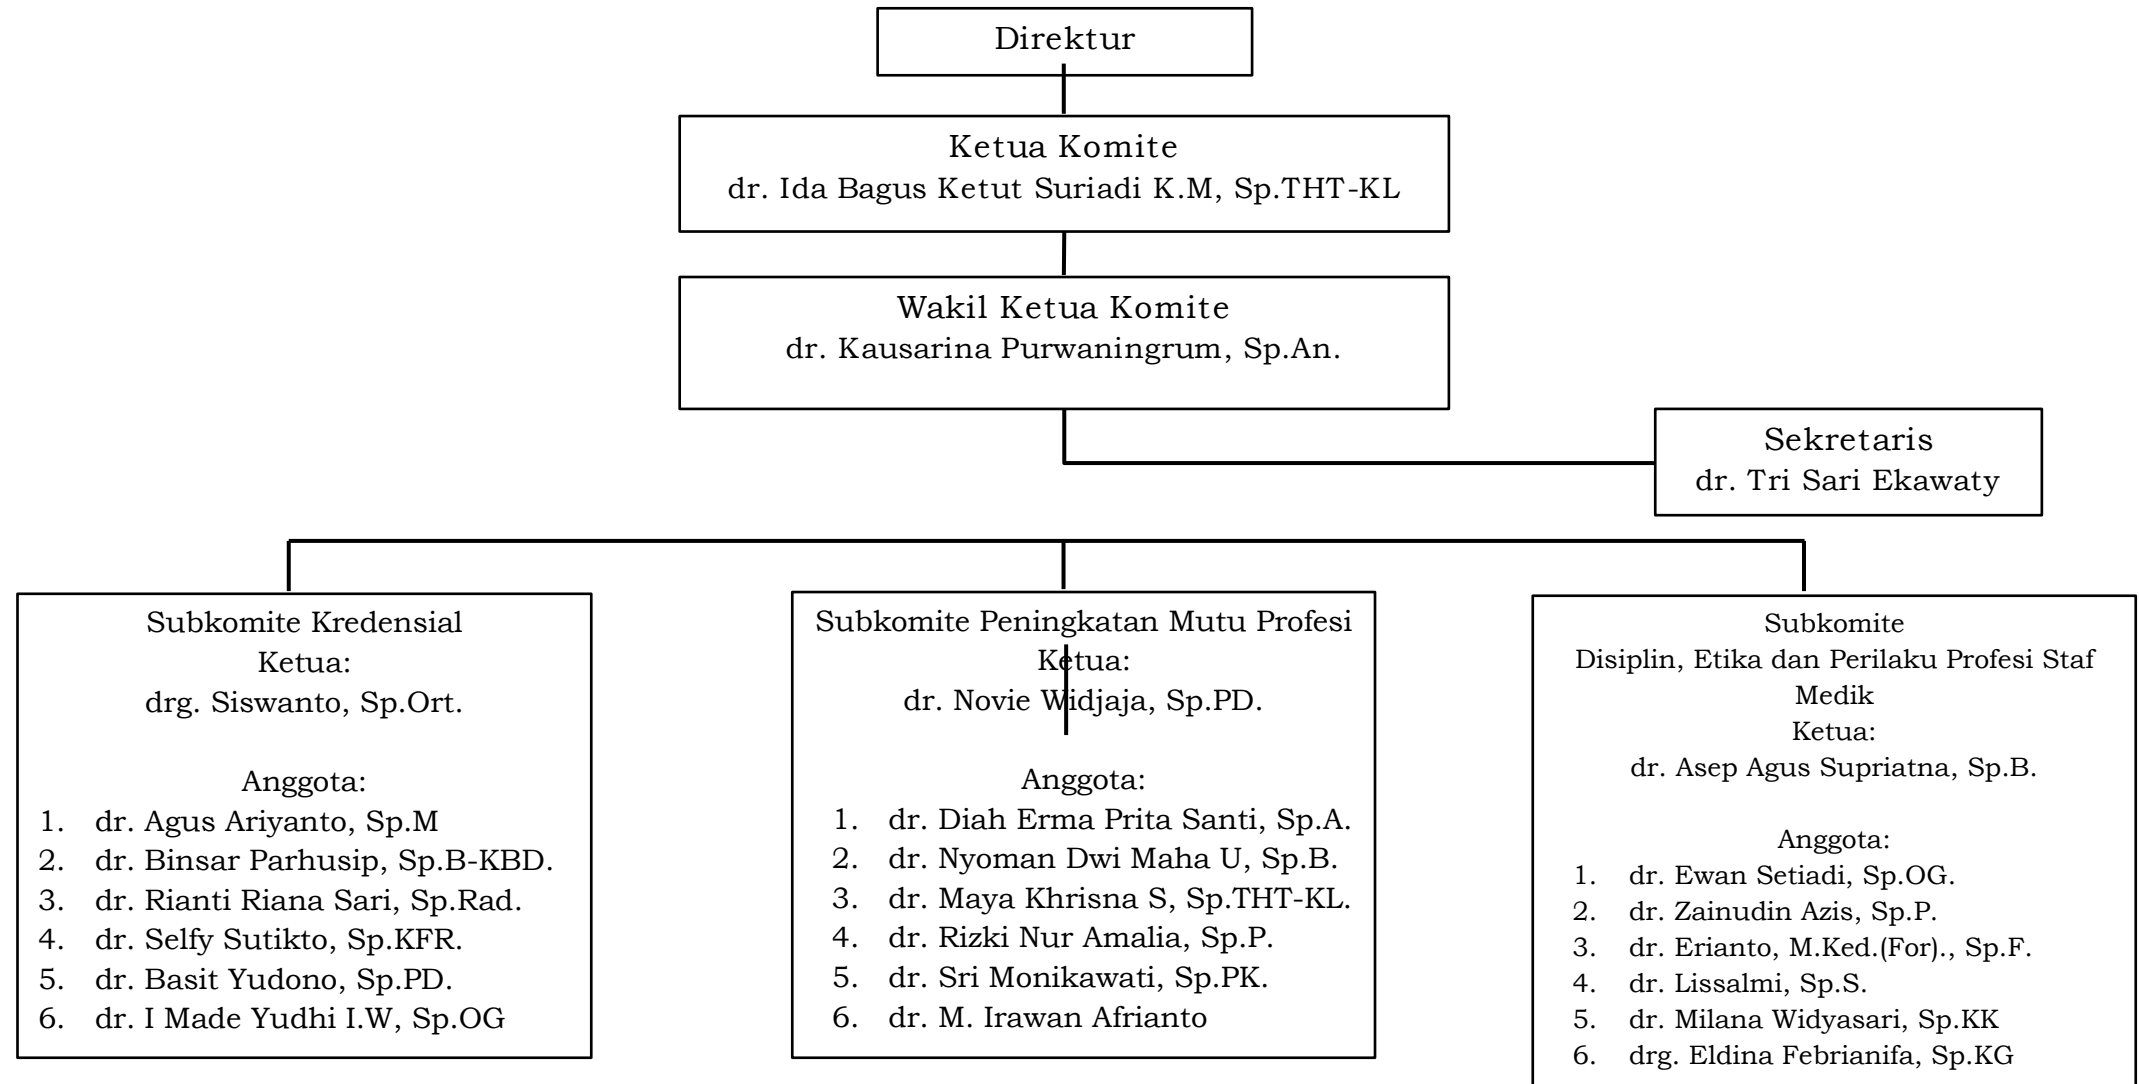 Direktur
Ketua Komite
dr. Ida Bagus Ketut Suriadi K.M, Sp.THT-KL
Wakil Ketua Komite
dr. Kausarina Purwaningrum, Sp.An.
Sekretaris
dr. Tri Sari Ekawaty
Subkomite Kredensial
Ketua:
drg. Siswanto, Sp.Ort.
Anggota:
1. dr. Agus Ariyanto, Sp.M
2. dr. Binsar Parhusip, Sp.B-KBD.
3. dr. Rianti Riana Sari, Sp.Rad.
4. dr. Selfy Sutikto, Sp.KFR.
5. dr. Basit Yudono, Sp.PD.
6. dr. I Made Yudhi I.W, Sp.OG
Subkomite Peningkatan Mutu Profesi
Ketua:
dr. Novie Widjaja, Sp.PD.
Anggota:
1. dr. Diah Erma Prita Santi, Sp.A.
2. dr. Nyoman Dwi Maha U, Sp.B.
3. dr. Maya Khrisna S, Sp.THT-KL.
4. dr. Rizki Nur Amalia, Sp.P.
5. dr. Sri Monikawati, Sp.PK.
6. dr. M. Irawan Afrianto
Subkomite
Disiplin, Etika dan Perilaku Profesi Staf
Medik
Ketua:
dr. Asep Agus Supriatna, Sp.B.
Anggota:
1. dr. Ewan Setiadi, Sp.OG.
2. dr. Zainudin Azis, Sp.P.
3. dr. Erianto, M.Ked.(For)., Sp.F.
4. dr. Lissalmi, Sp.S.
5. dr. Milana Widyasari, Sp.KK
6. drg. Eldina Febrianifa, Sp.KG